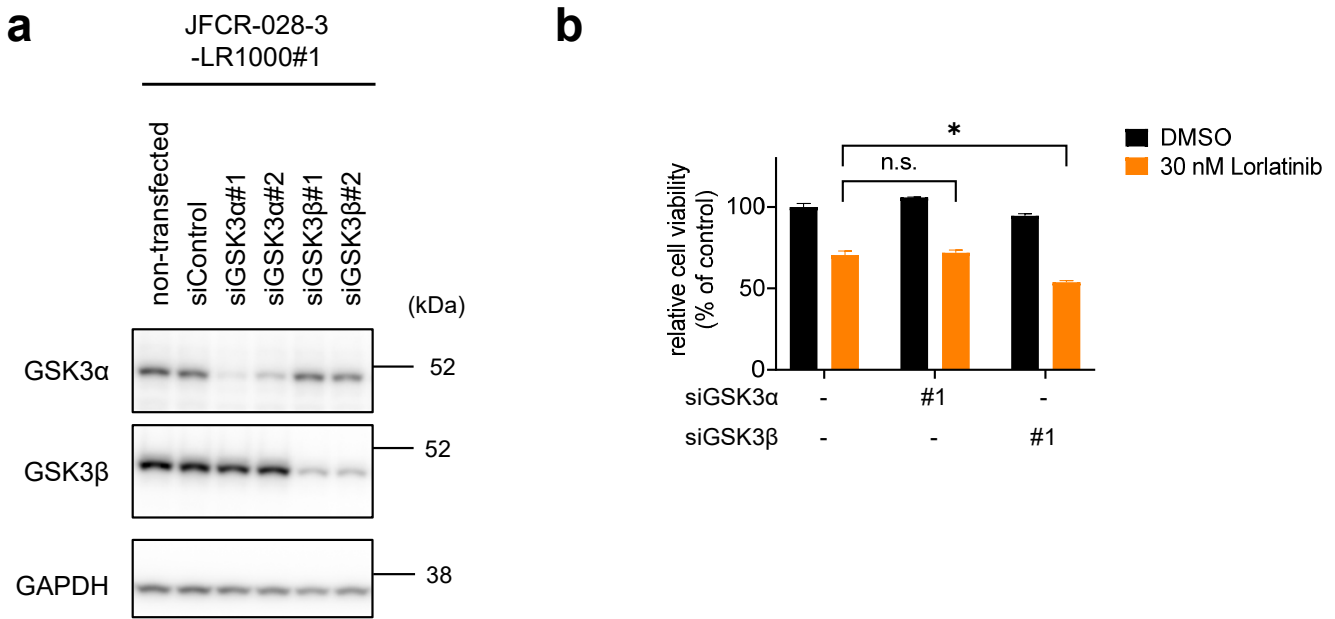 a
JFCR-028-3
-LR1000#1
non-transfected
siControl
siGSK3α#1
siGSK3α#2
siGSK3β#1
siGSK3β#2
(kDa)
GSK3α
52
GSK3β
52
GAPDH
38
b
*
n.s.
DMSO
30 nM Lorlatinib
relative cell viability
(% of control)
100
50
0
siGSK3α - #1 -
siGSK3β - - #1